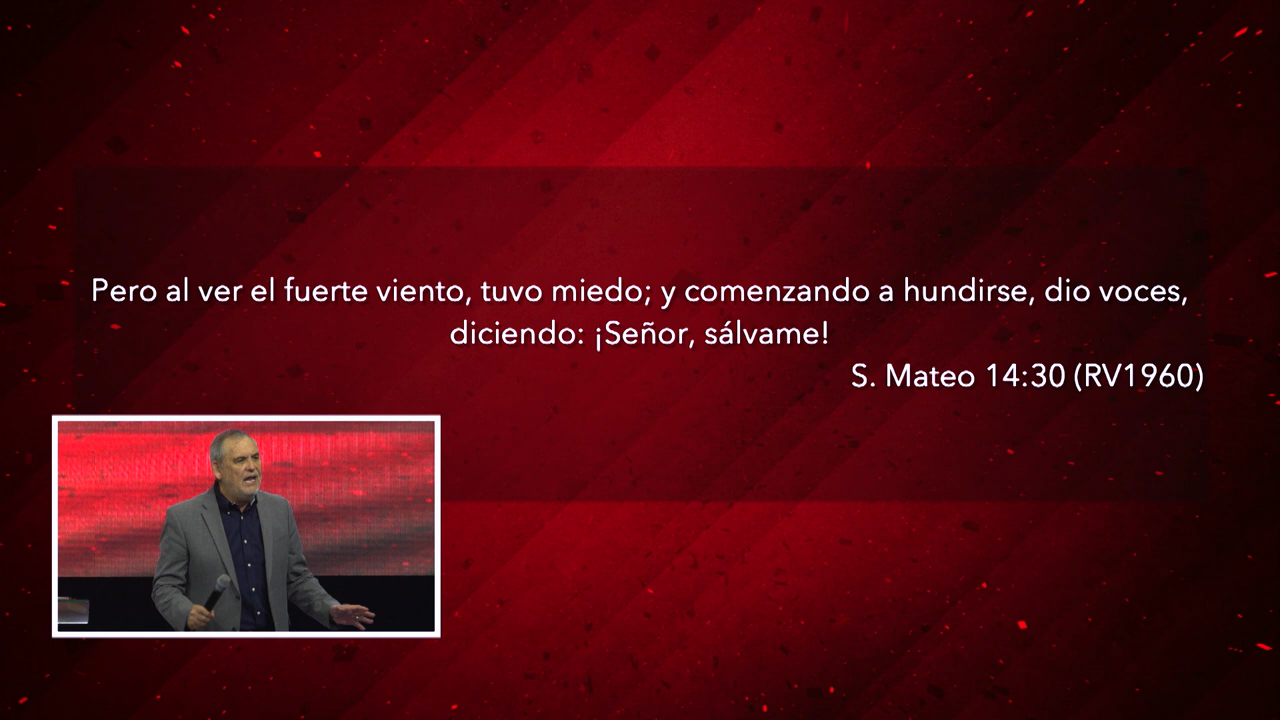 Pero al ver el fuerte viento, tuvo miedo; y comenzando a hundirse, dio voces,
diciendo: ¡Señor, sálvame!
S. Mateo 14:30 (RV1960)